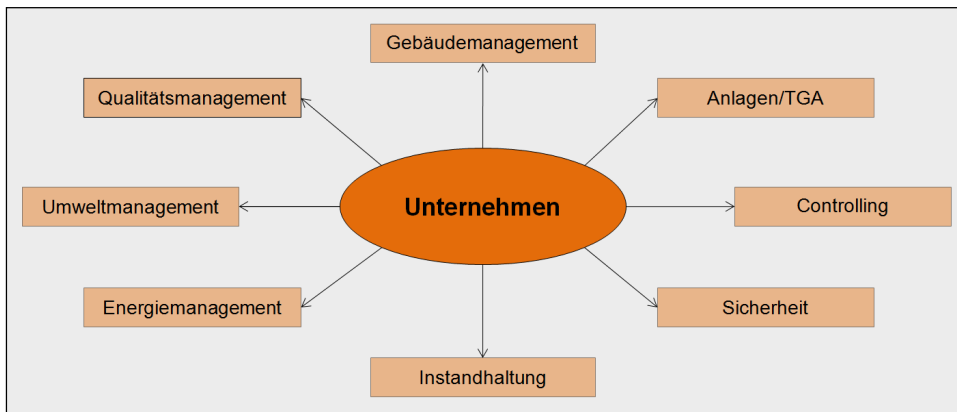 Gebäudemanagement
Qualitätsmanagement
Anlagen/TGA
Umweltmanagement
Unternehmen
Controlling
Energiemanagement
Sicherheit
Instandhaltung